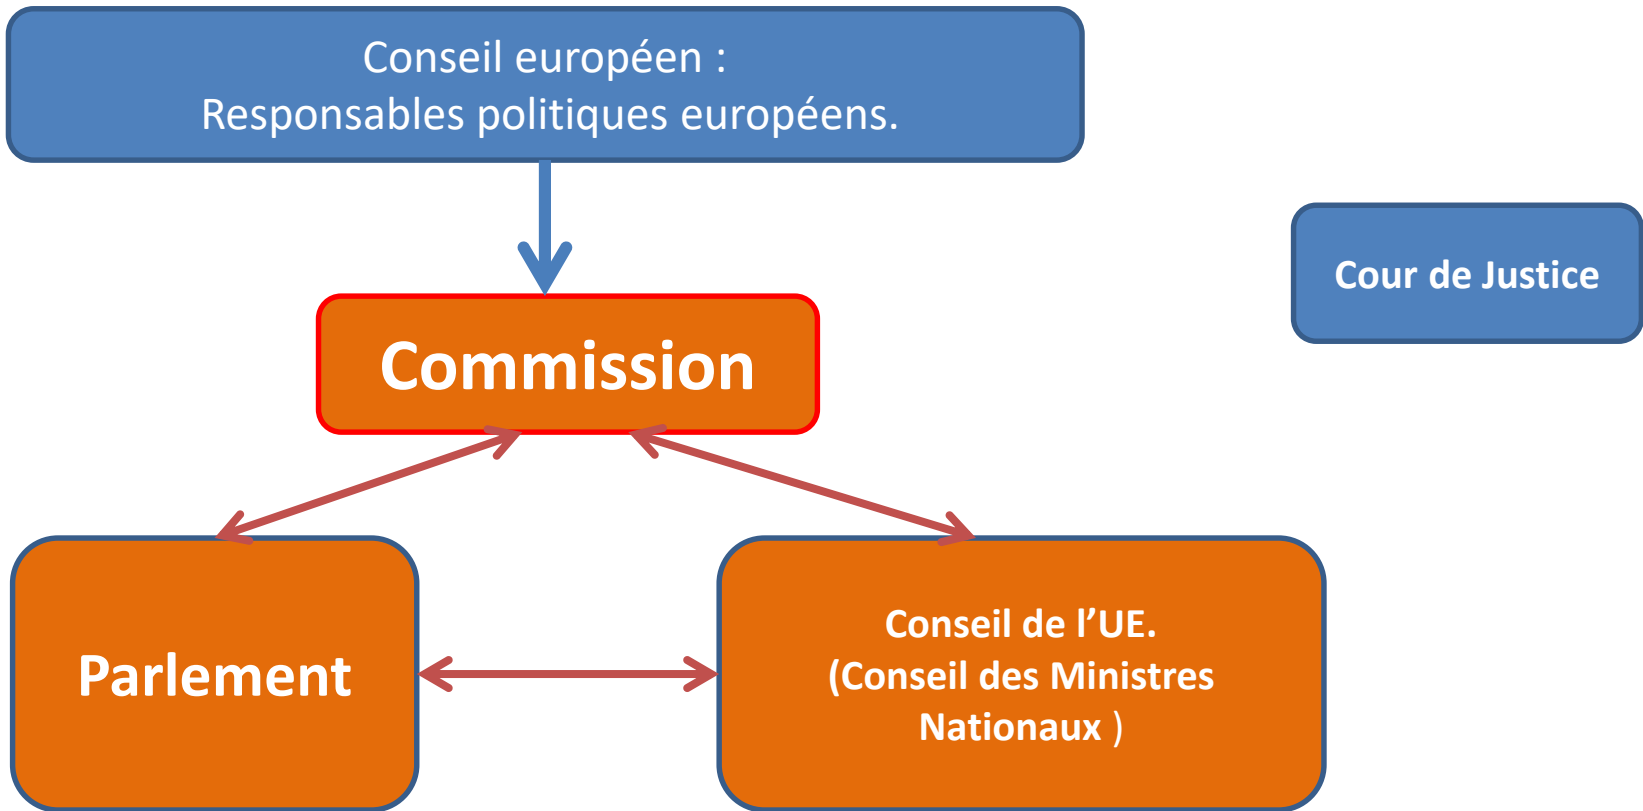 Conseil européen :
Responsables politiques européens.
Cour de Justice
Commission
Parlement
Conseil de l’UE.
(Conseil des Ministres
Nationaux )